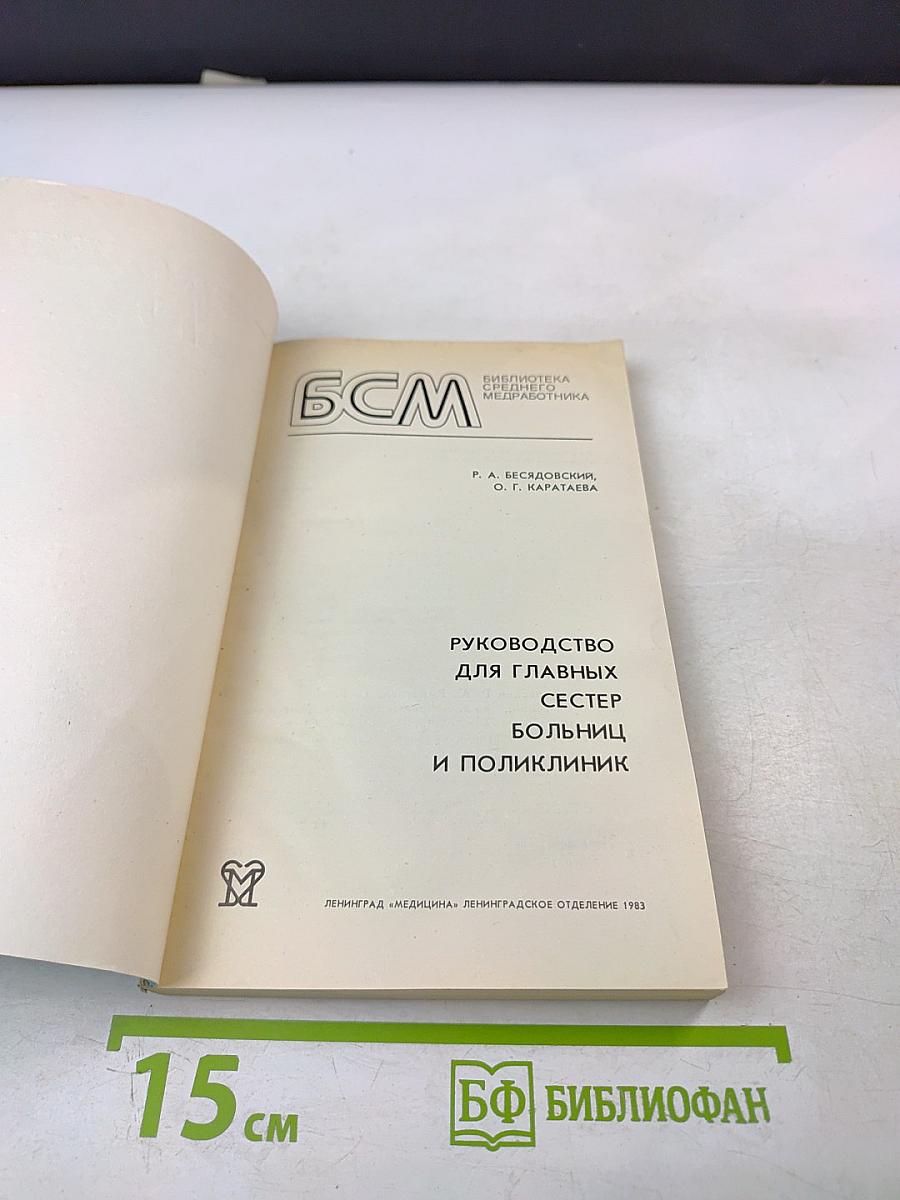 БСМ
БИБЛИОТЕКА
СРЕДНЕГО
МЕДРАБОТНИКА
Р. А. БЕСЯДОВСКИЙ,
О. Г. КАРАТАЕВА
РУКОВОДСТВО
ДЛЯ ГЛАВНЫХ
СЕСТЕР
БОЛЬНИЦ
И ПОЛИКЛИНИК
М
ЛЕНИНГРАД «МЕДИЦИНА» ЛЕНИНГРАДСКОЕ ОТДЕЛЕНИЕ 1983
15 см
БФ БИБЛИОФАН